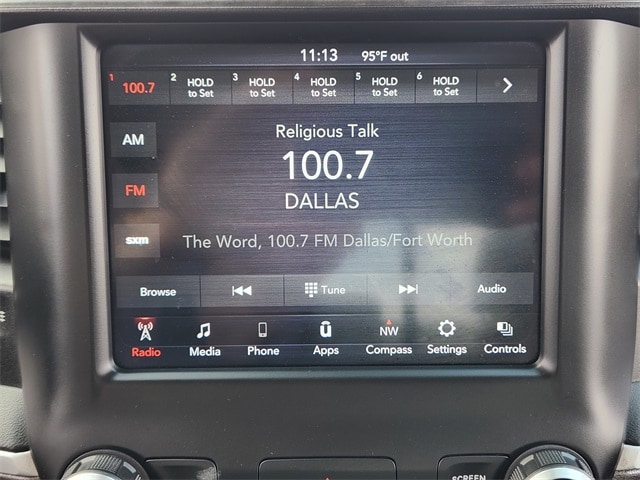 11:13 95°F out
1 100.7 2 HOLD to Set 3 HOLD to Set 4 HOLD to Set 5 HOLD to Set 6 HOLD to Set
AM
Religious Talk
100.7
FM
DALLAS
sxm
The Word, 100.7 FM Dallas/Fort Worth
Browse Tune Audio
NW
Radio Media Phone Apps Compass Settings Controls
SCREEN